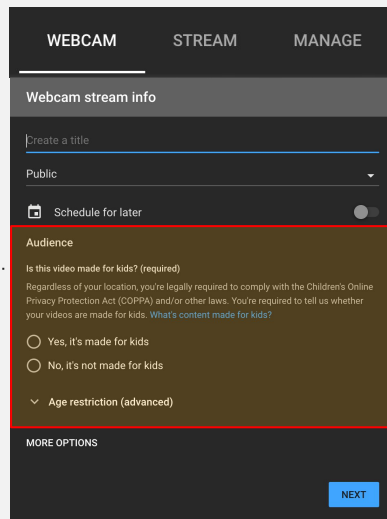 WEBCAM STREAM MANAGE
Webcam stream info
Create a title
Public
Schedule for later
Audience
Is this video made for kids? (required)
Regardless of your location, you're legally required to comply with the Children's Online
Privacy Protection Act (COPPA) and/or other laws. You're required to tell us whether
your videos are made for kids. What's content made for kids?
Yes, it's made for kids
No, it's not made for kids
Age restriction (advanced)
MORE OPTIONS
NEXT